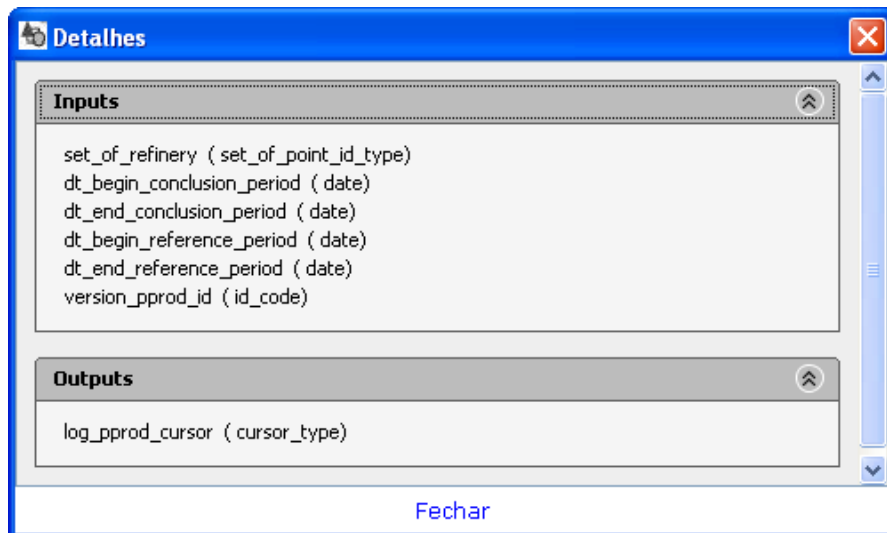 Detalhes
Inputs
set_of_refinery ( set_of_point_id_type)
dt_begin_conclusion_period ( date)
dt_end_conclusion_period ( date)
dt_begin_reference_period ( date)
dt_end_reference_period ( date)
version_pprod_id ( id_code)
Outputs
log_pprod_cursor ( cursor_type)
Fechar